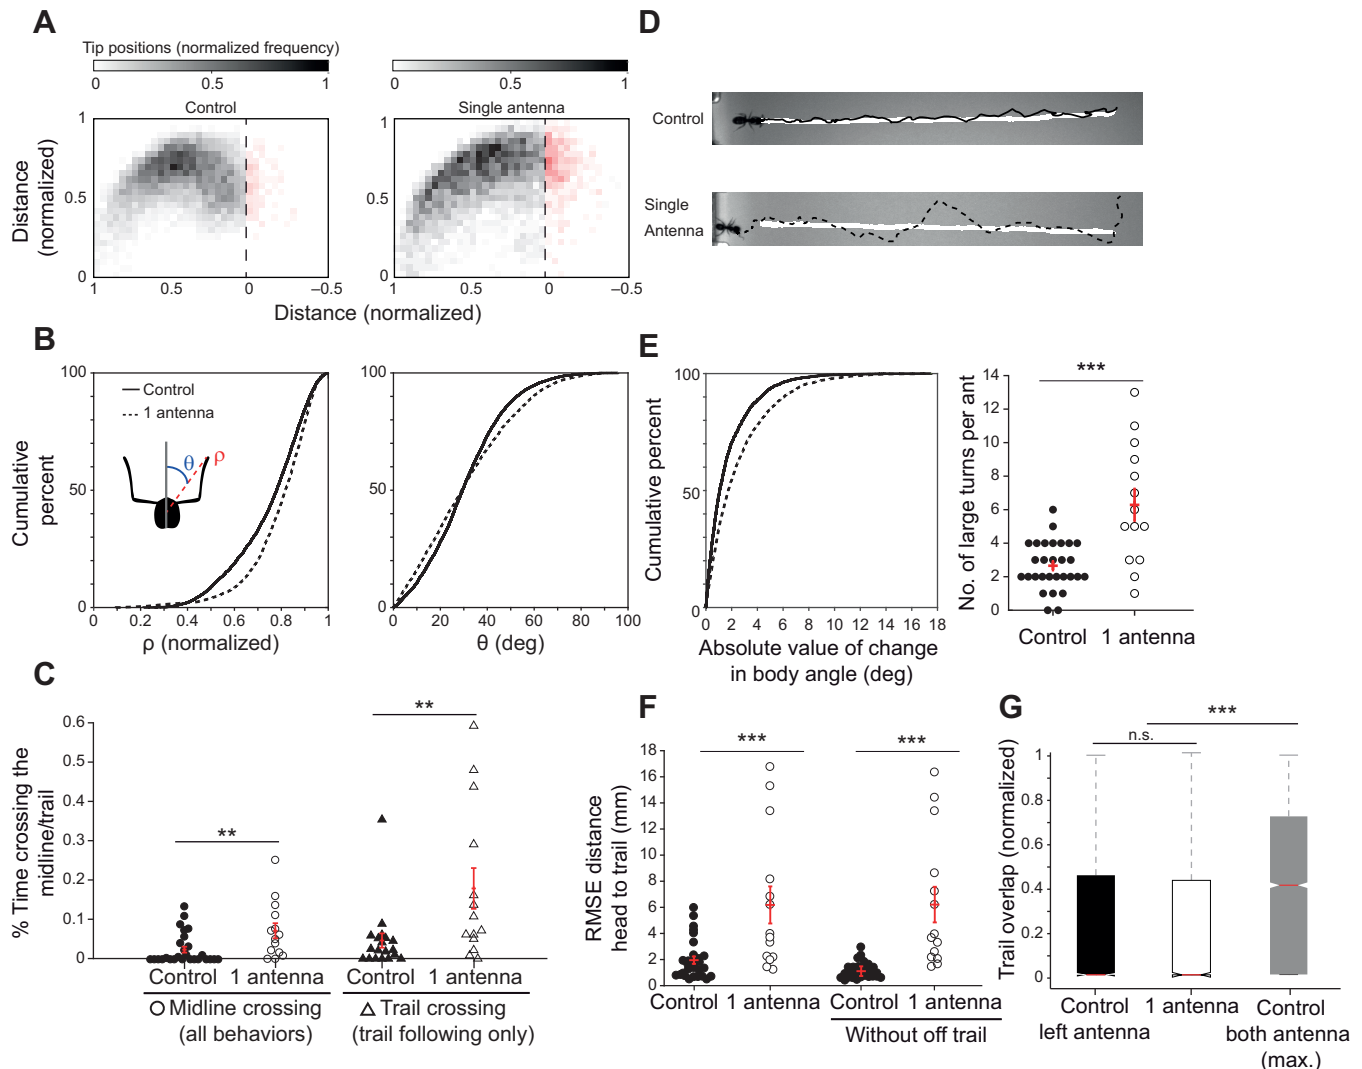 A
Tip positions (normalized frequency)
0 0.5 1
0 0.5 1
Control
Single antenna
Distance
(normalized)
1
0.5
0
1 0.5 0 –0.5
1
0.5
0
1 0.5 0 –0.5
Distance (normalized)
B
Cumulative
percent
100
50
0
Control
1 antenna
θ
ρ
0 0.2 0.4 0.6 0.8 1
ρ (normalized)
100
50
0
0 20 40 60 80 100
θ (deg)
C
% Time crossing the
midline/trail
0.6
0.5
0.4
0.3
0.2
0.1
0
**
**
Control 1 antenna Control 1 antenna
Midline crossing
(all behaviors)
Trail crossing
(trail following only)
D
Control
Single
Antenna
E
Cumulative percent
100
50
0
0 2 4 6 8 10 12 14 16 18
Absolute value of change
in body angle (deg)
No. of large turns per ant
14
12
10
8
6
4
2
0
***
Control 1 antenna
F
RMSE distance
head to trail (mm)
18
16
14
12
10
8
6
4
2
0
***
***
Control 1 antenna Control 1 antenna
Without off trail
G
Trail overlap (normalized)
1
0.8
0.6
0.4
0.2
0
***
n.s.
Control
left antenna
1 antenna
Control
both antenna
(max.)